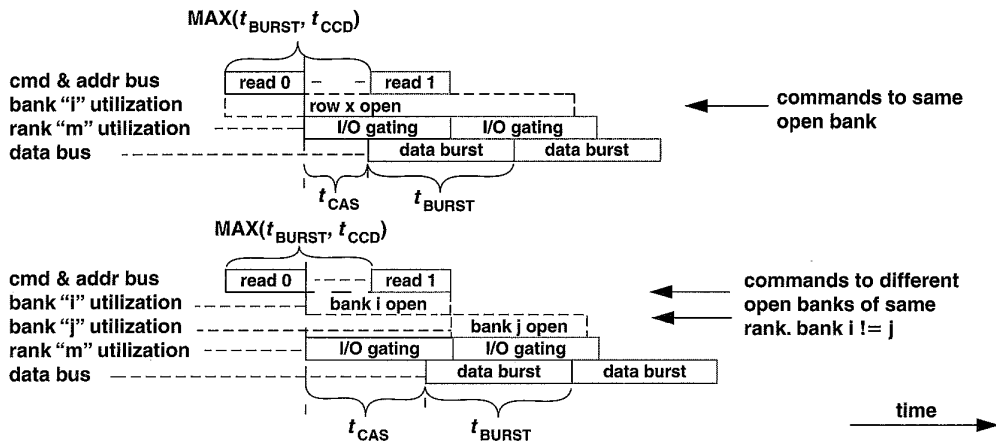 MAX(tBURST, tCCD)
cmd & addr bus read 0 read 1
bank “i” utilization row x open
rank “m” utilization I/O gating I/O gating
data bus data burst data burst
commands to same
open bank
tCAS tBURST
MAX(tBURST, tCCD)
cmd & addr bus read 0 read 1
bank “i” utilization bank i open
bank “j” utilization bank j open
rank “m” utilization I/O gating I/O gating
data bus data burst data burst
commands to different
open banks of same
rank. bank i != j
tCAS tBURST
time